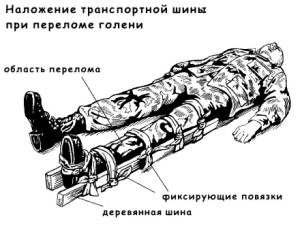 Наложение транспортной шины
при переломе голени
область перелома
фиксирующие повязки
деревянная шина